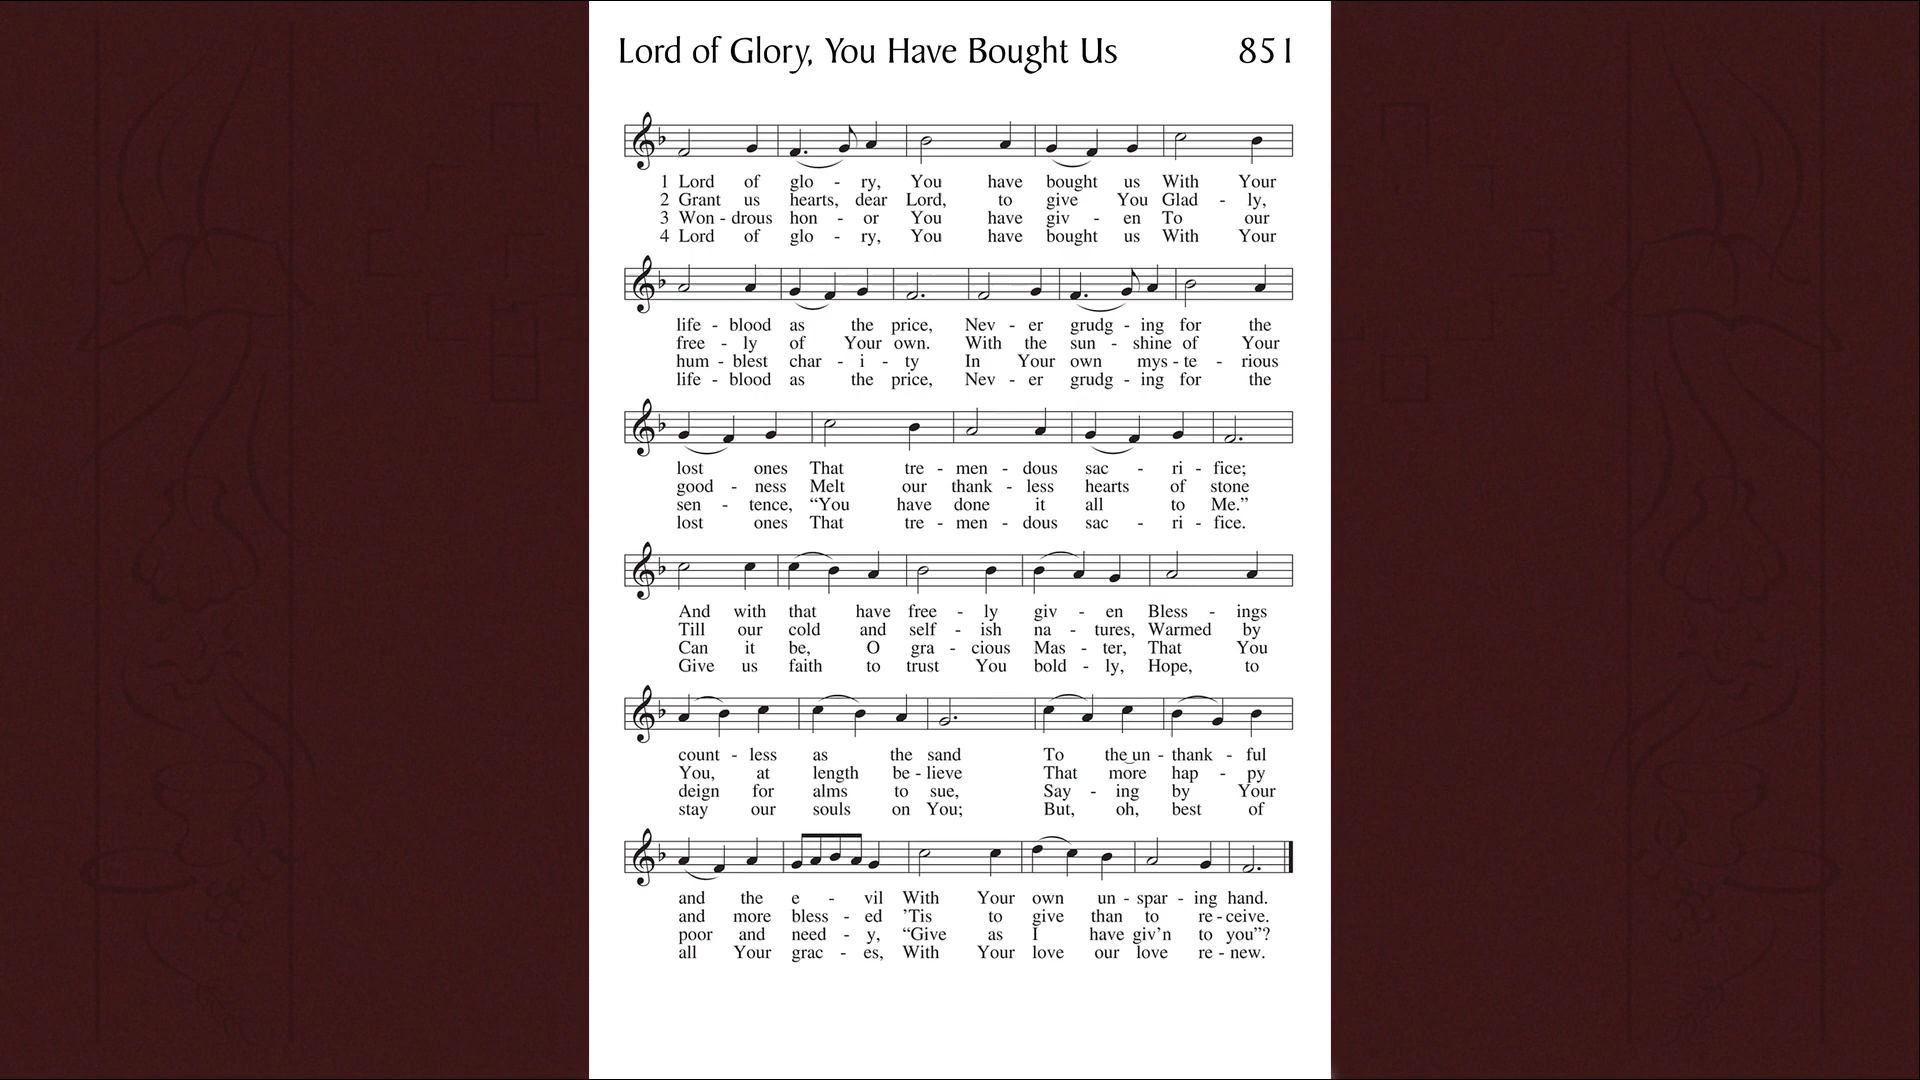 Lord of Glory, You Have Bought Us 851
1 Lord of glo - ry, You have bought us With Your
2 Grant us hearts, dear Lord, to give You Glad - ly,
3 Won - drous hon - or You have giv - en To our
4 Lord of glo - ry, You have bought us With Your
life - blood as the price, Nev - er grudg - ing for the
free - ly of Your own. With the sun - shine of Your
hum - blest char - i - ty In Your own mys - te - rious
life - blood as the price, Nev - er grudg - ing for the
lost ones That tre - men - dous sac - ri - fice;
good - ness Melt our thank - less hearts of stone
sen - tence, “You have done it all to Me.”
lost ones That tre - men - dous sac - ri - fice.
And with that have free - ly giv - en Bless - ings
Till our cold and self - ish na - tures, Warmed by
Can it be, O gra - cious Mas - ter, That You
Give us faith to trust You bold - ly, Hope, to
count - less as the sand To the‿un - thank - ful
You, at length be - lieve That more hap - py
deign for alms to sue, Say - ing by Your
stay our souls on You; But, oh, best of
and the e - vil With Your own un - spar - ing hand.
and more bless - ed ’Tis to give than to re - ceive.
poor and need - y, “Give as I have giv’n to you”?
all Your grac - es, With Your love our love re - new.